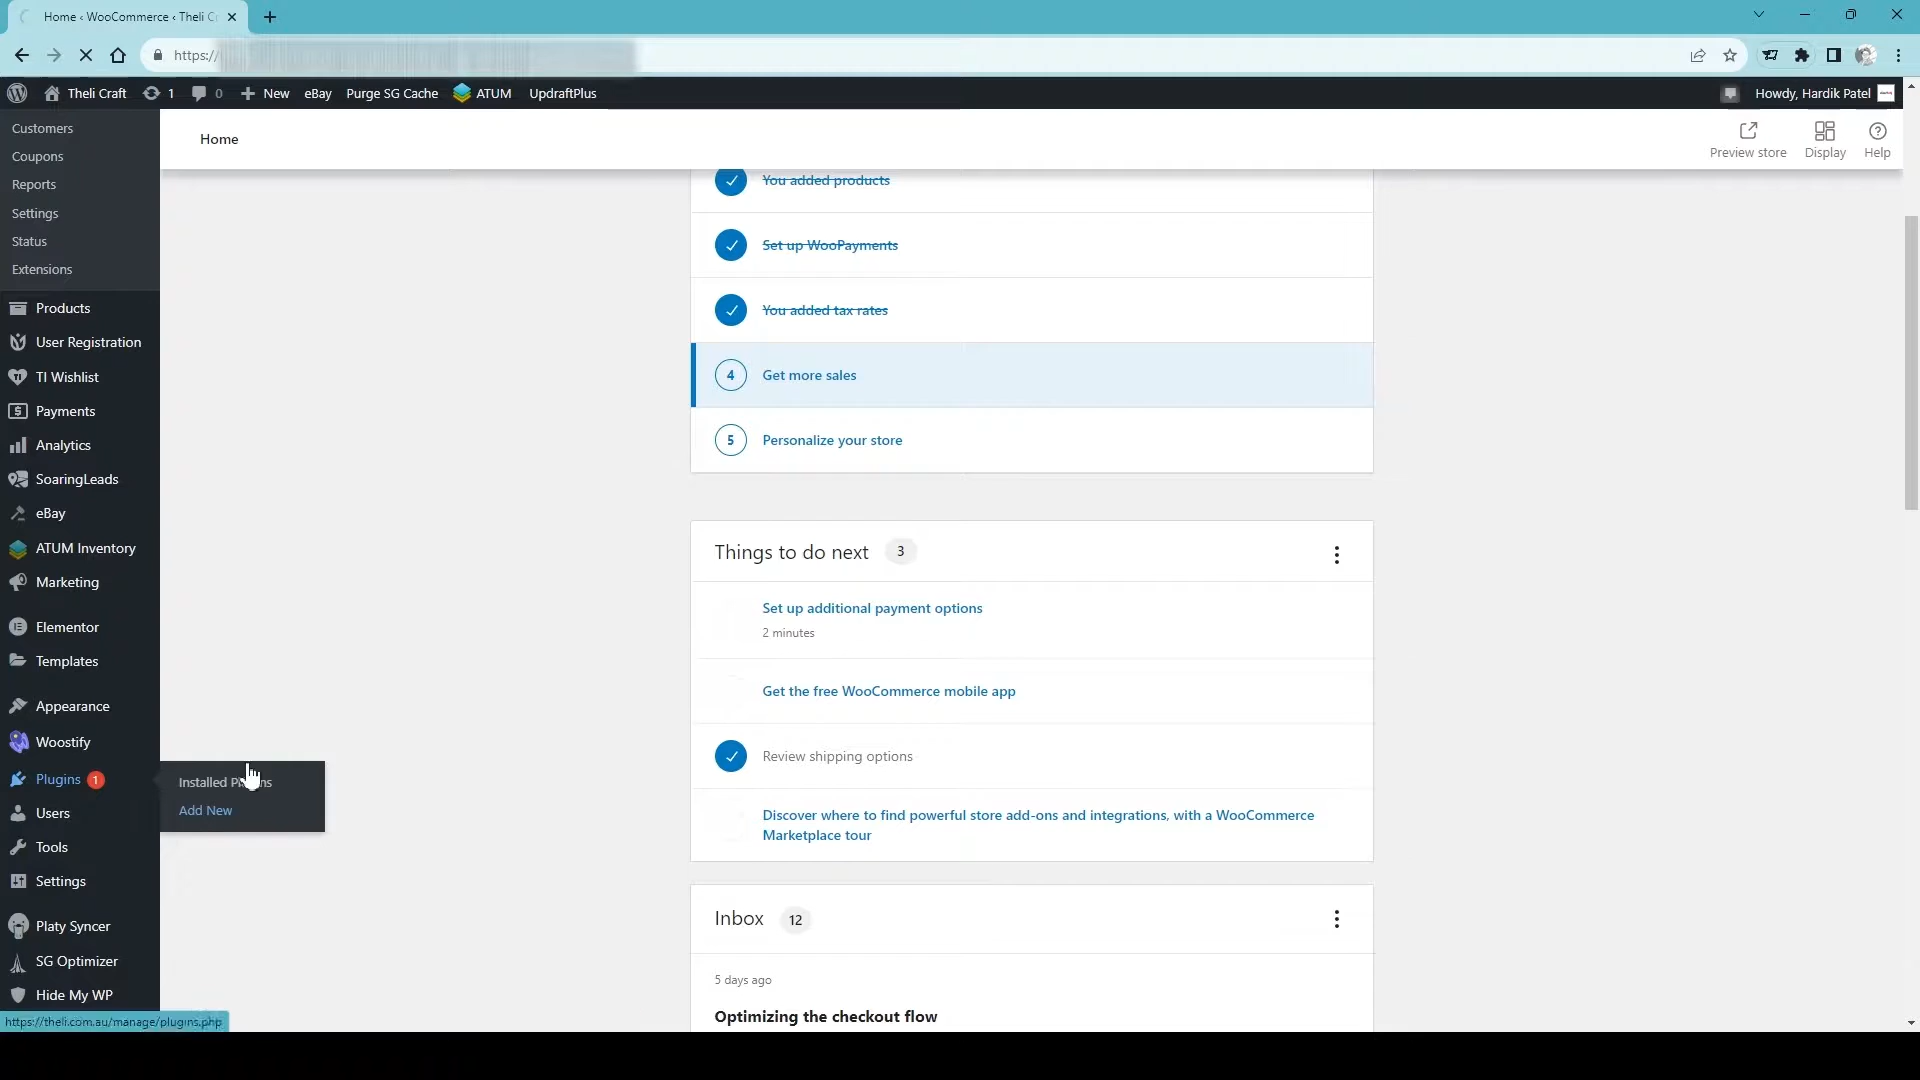 Home ‹ WooCommerce ‹ Theli C
https://
Theli Craft
1
0
New
eBay
Purge SG Cache
ATUM
UpdraftPlus
Howdy, Hardik Patel
Customers
Coupons
Reports
Settings
Status
Extensions
Products
User Registration
TI Wishlist
Payments
Analytics
SoaringLeads
eBay
ATUM Inventory
Marketing
Elementor
Templates
Appearance
Woostify
Plugins 1
Users
Tools
Settings
Platy Syncer
SG Optimizer
Hide My WP
Installed
Add New
https://theli.com.au/manage/plugins.php
Home
Preview store
Display
Help
You added products
Set up WooPayments
You added tax rates
4 Get more sales
5 Personalize your store
Things to do next 3
Set up additional payment options
2 minutes
Get the free WooCommerce mobile app
Review shipping options
Discover where to find powerful store add-ons and integrations, with a WooCommerce
Marketplace tour
Inbox 12
5 days ago
Optimizing the checkout flow